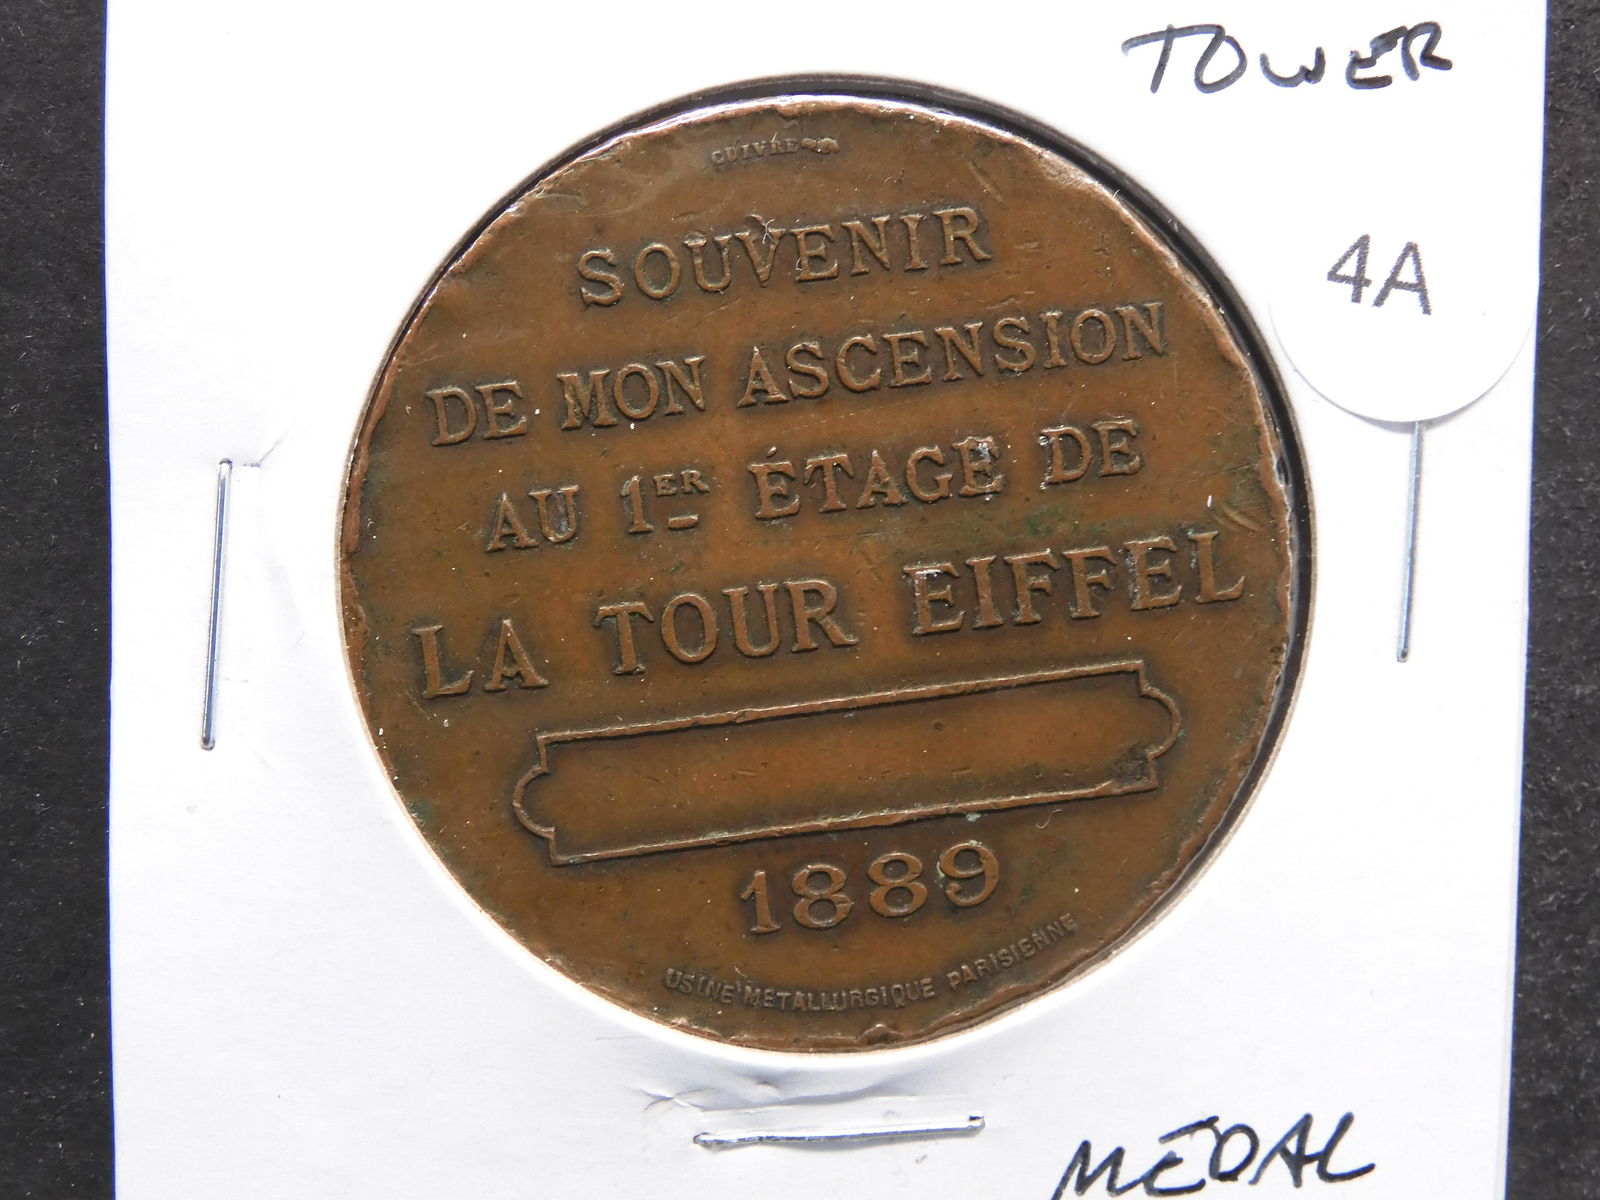 TOWER
4A
CUIVRE
SOUVENIR
DE MON ASCENSION
AU 1ER ÉTAGE DE
LA TOUR EIFFEL
1889
USINE METALLURGIQUE PARISIENNE
MEDAL